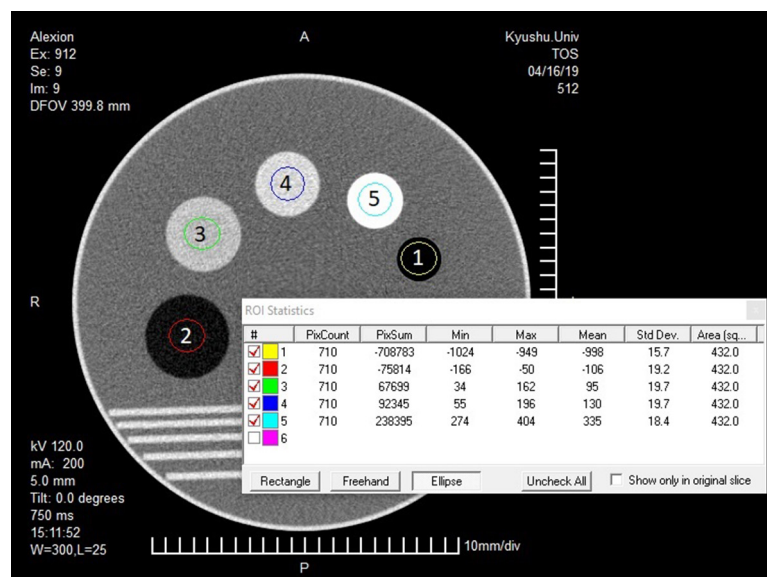 Alexion
Ex: 912
Se: 9
Im: 9
DFOV 399.8 mm
A
Kyushu.Univ
TOS
04/16/19
512
4
5
3
1
R
2
ROI Statistics
# PixCount PixSum Min Max Mean Std Dev. Area (sq...
1 710 -708783 -1024 -949 -998 15.7 432.0
2 710 -75814 -166 -50 -106 19.2 432.0
3 710 67699 34 162 95 19.7 432.0
4 710 92345 55 196 130 19.7 432.0
5 710 238395 274 404 335 18.4 432.0
6
Rectangle Freehand Ellipse Uncheck All Show only in original slice
kV 120.0
mA: 200
5.0 mm
Tilt: 0.0 degrees
750 ms
15:11:52
W=300,L=25
10mm/div
P